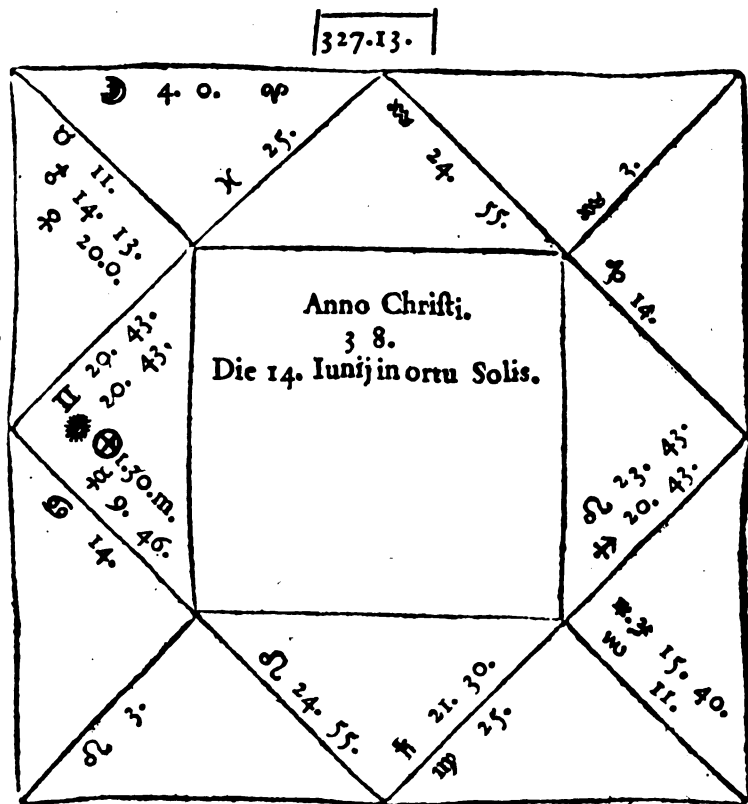 327.13.
☽ 4. 0. ♈
♓ 25.
♉ 11.
♀ 14. 13.
20.0.
24. 55.
♒ 3.
♑ 14.
Anno Chriſti.
3 8.
Die 14. Iunij in ortu Solis.
♊ 20. 43.
20. 43.
⊕ 1.30.m.
☿ 9. 46.
♋ 14.
☊ 23. 43.
♐ 20. 43.
♃ 15. 40.
♏ 11.
♌ 3.
♌ 24. 55.
♄ 21. 30.
♍ 25.